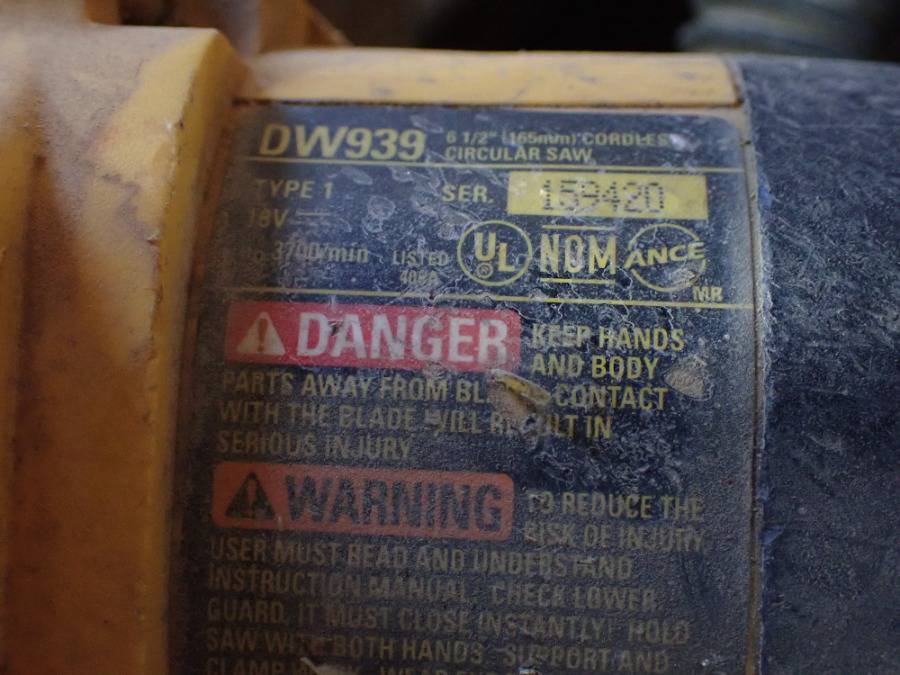 DW939 6 1/2" (165mm) CORDLESS
CIRCULAR SAW
TYPE 1 SER. 159420
18V
3700/min LISTED UL NOM ANCE
MR
DANGER KEEP HANDS
AND BODY
PARTS AWAY FROM CONTACT
WITH THE BLADE WILL IN
SERIOUS INJURY
WARNING TO REDUCE THE
RISK OF INJURY,
USER MUST READ AND UNDERSTAND
INSTRUCTION MANUAL. CHECK LOWER
GUARD, IT MUST CLOSE INSTANTLY! HOLD
SAW WITH BOTH HANDS. SUPPORT AND